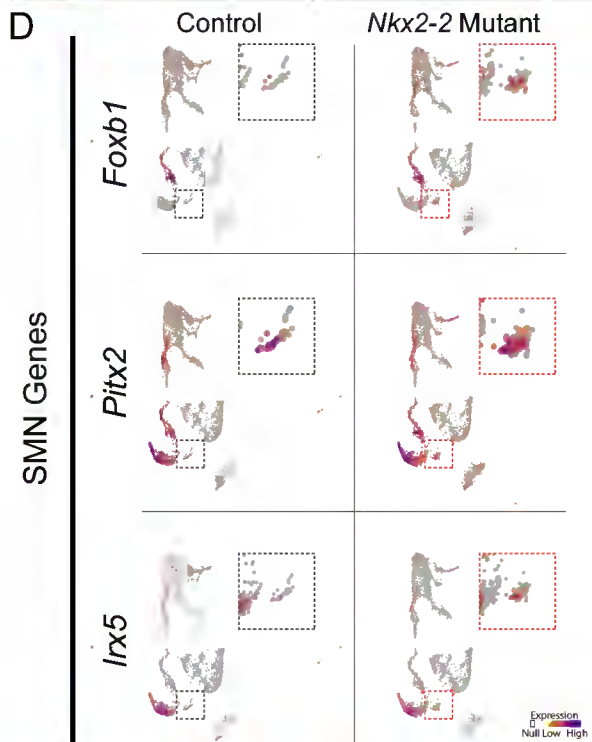 D
Control
Nkx2-2 Mutant
SMN Genes
Foxb1
Pitx2
Irx5
Expression
Null Low High